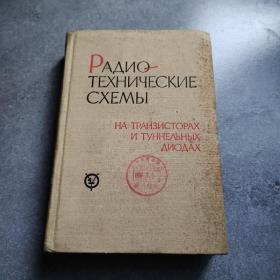 РАДИО-
ТЕХНИЧЕСКИЕ
СХЕМЫ
НА ТРАНЗИСТОРАХ
И ТУННЕЛЬНЫХ
ДИОДАХ